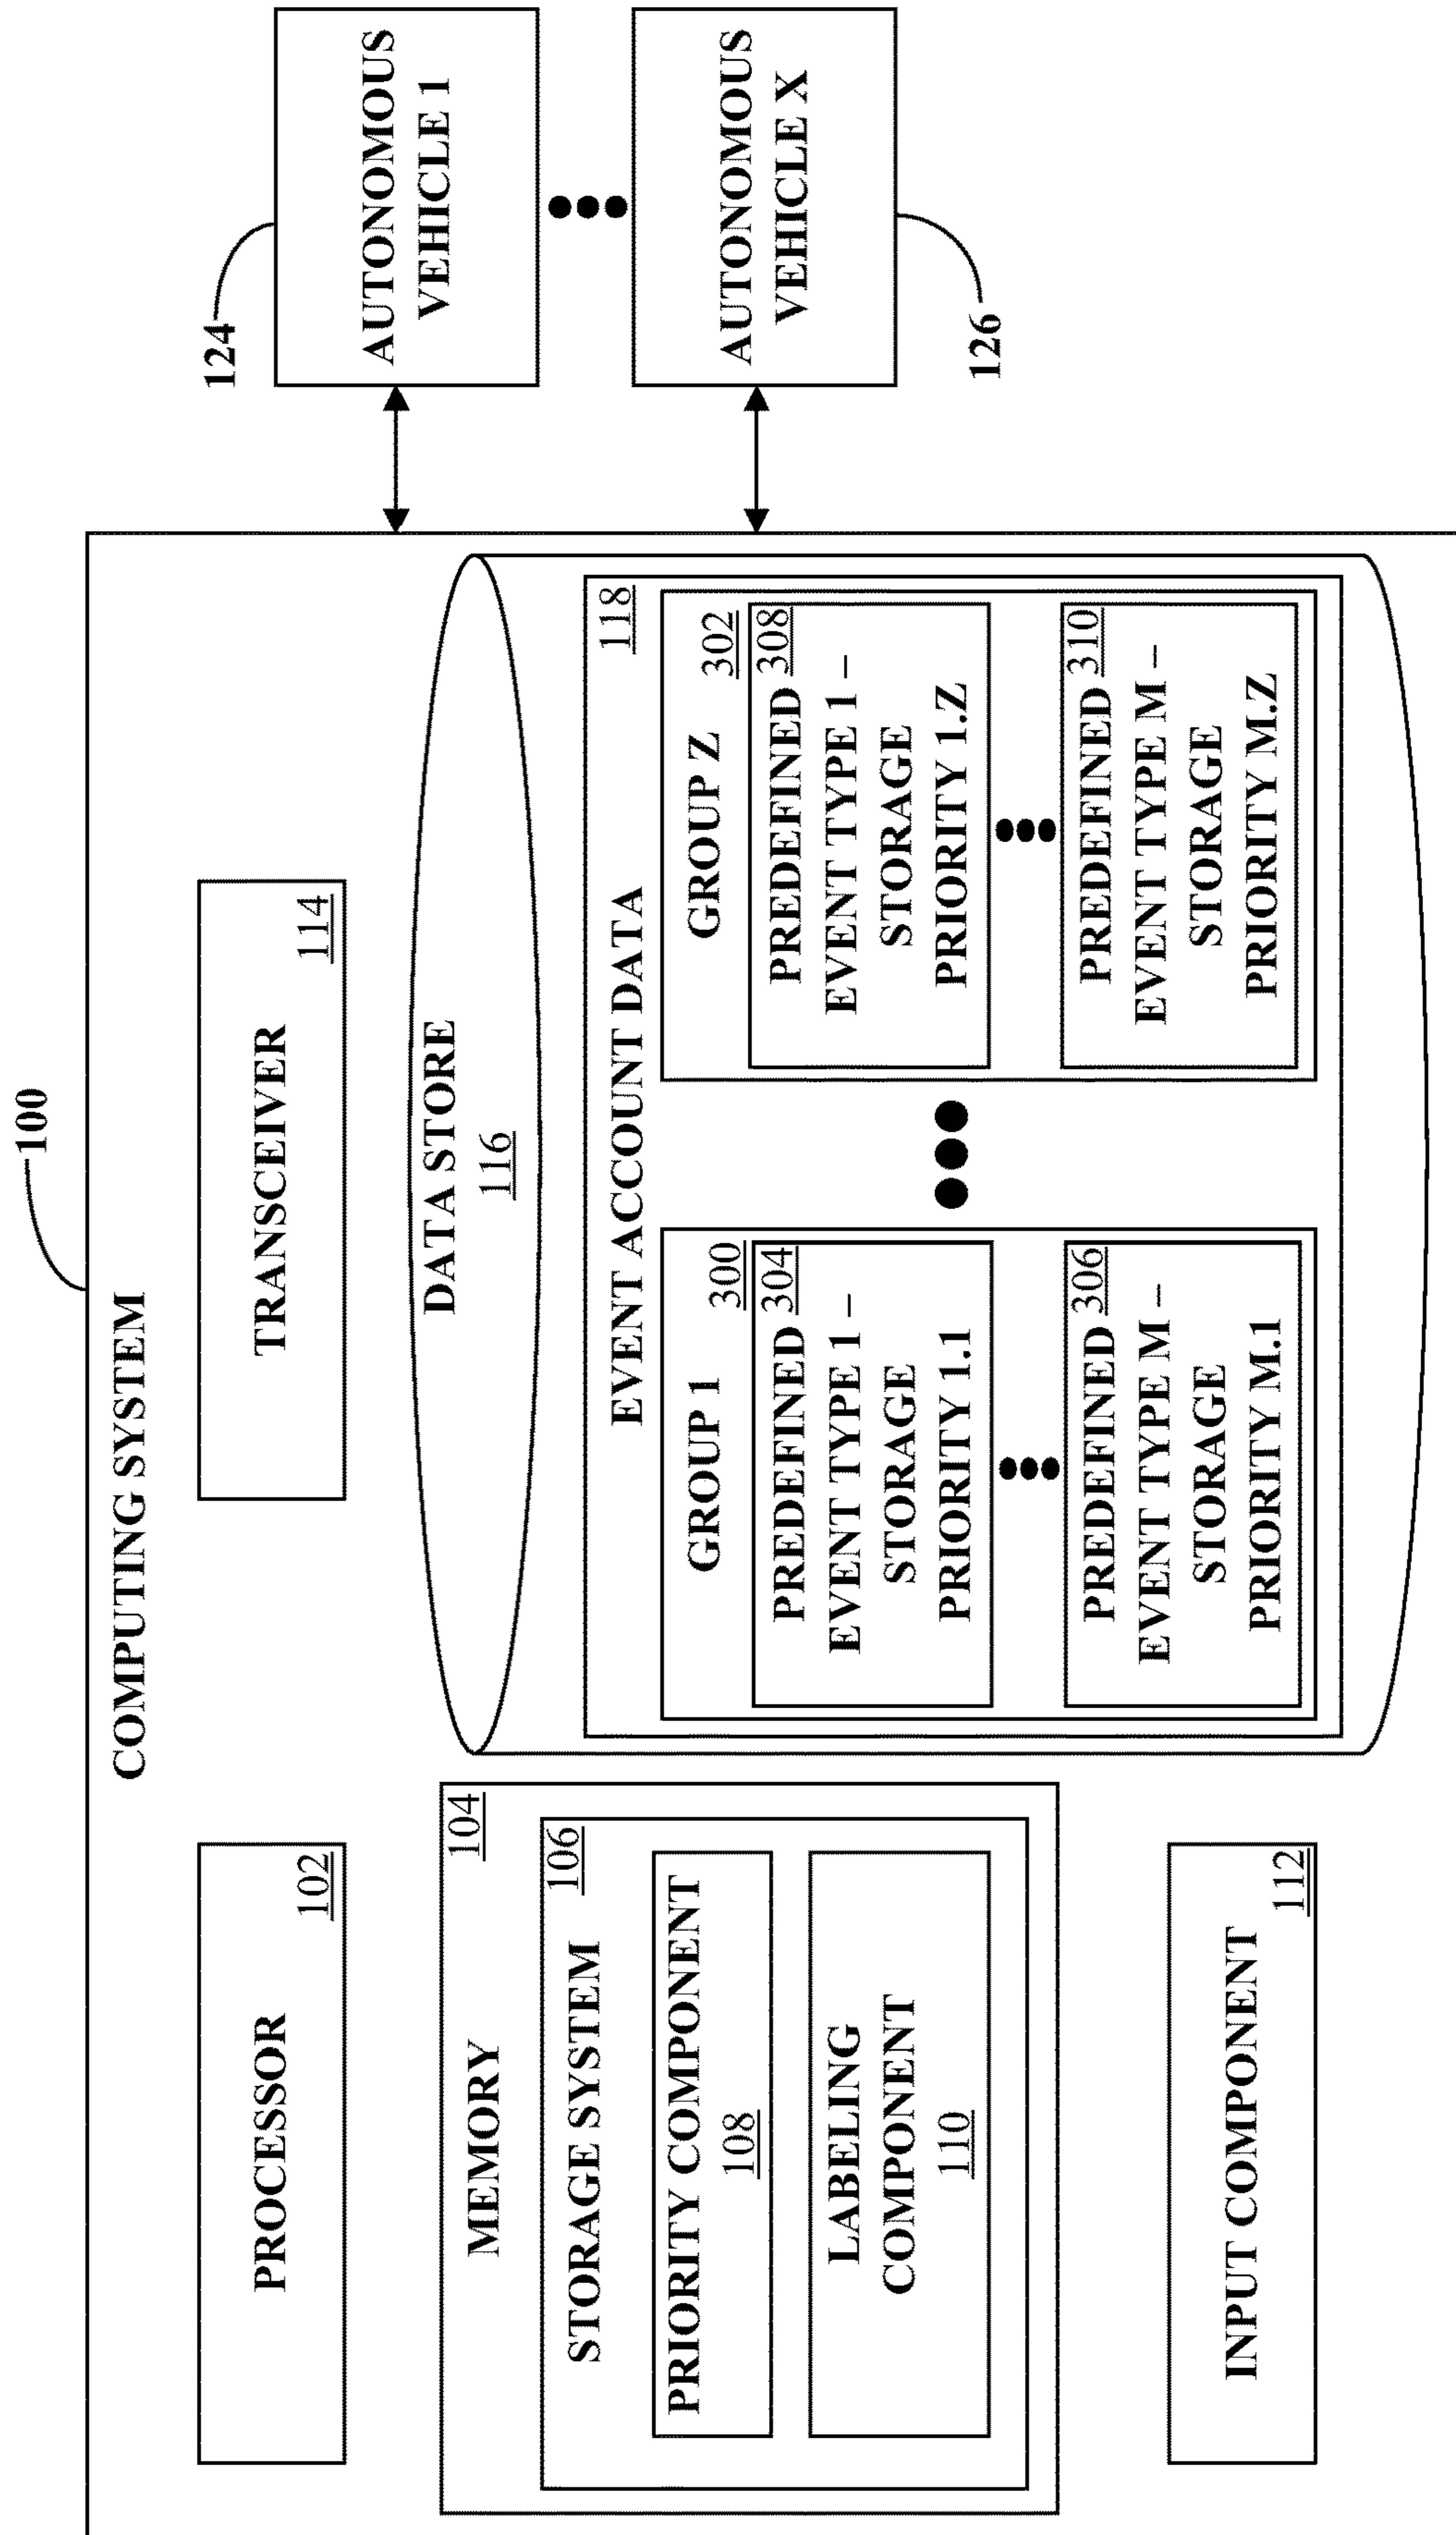 100
COMPUTING SYSTEM
PROCESSOR
102
TRANSCEIVER
114
124
AUTONOMOUS
VEHICLE 1
AUTONOMOUS
VEHICLE X
126
MEMORY
104
STORAGE SYSTEM
106
PRIORITY COMPONENT
108
LABELING
COMPONENT
110
INPUT COMPONENT
112
DATA STORE
116
EVENT ACCOUNT DATA
118
GROUP 1
300
PREDEFINED
304
EVENT TYPE 1 –
STORAGE
PRIORITY 1.1
PREDEFINED
306
EVENT TYPE M –
STORAGE
PRIORITY M.1
GROUP Z
302
PREDEFINED
308
EVENT TYPE 1 –
STORAGE
PRIORITY 1.Z
PREDEFINED
310
EVENT TYPE M –
STORAGE
PRIORITY M.Z